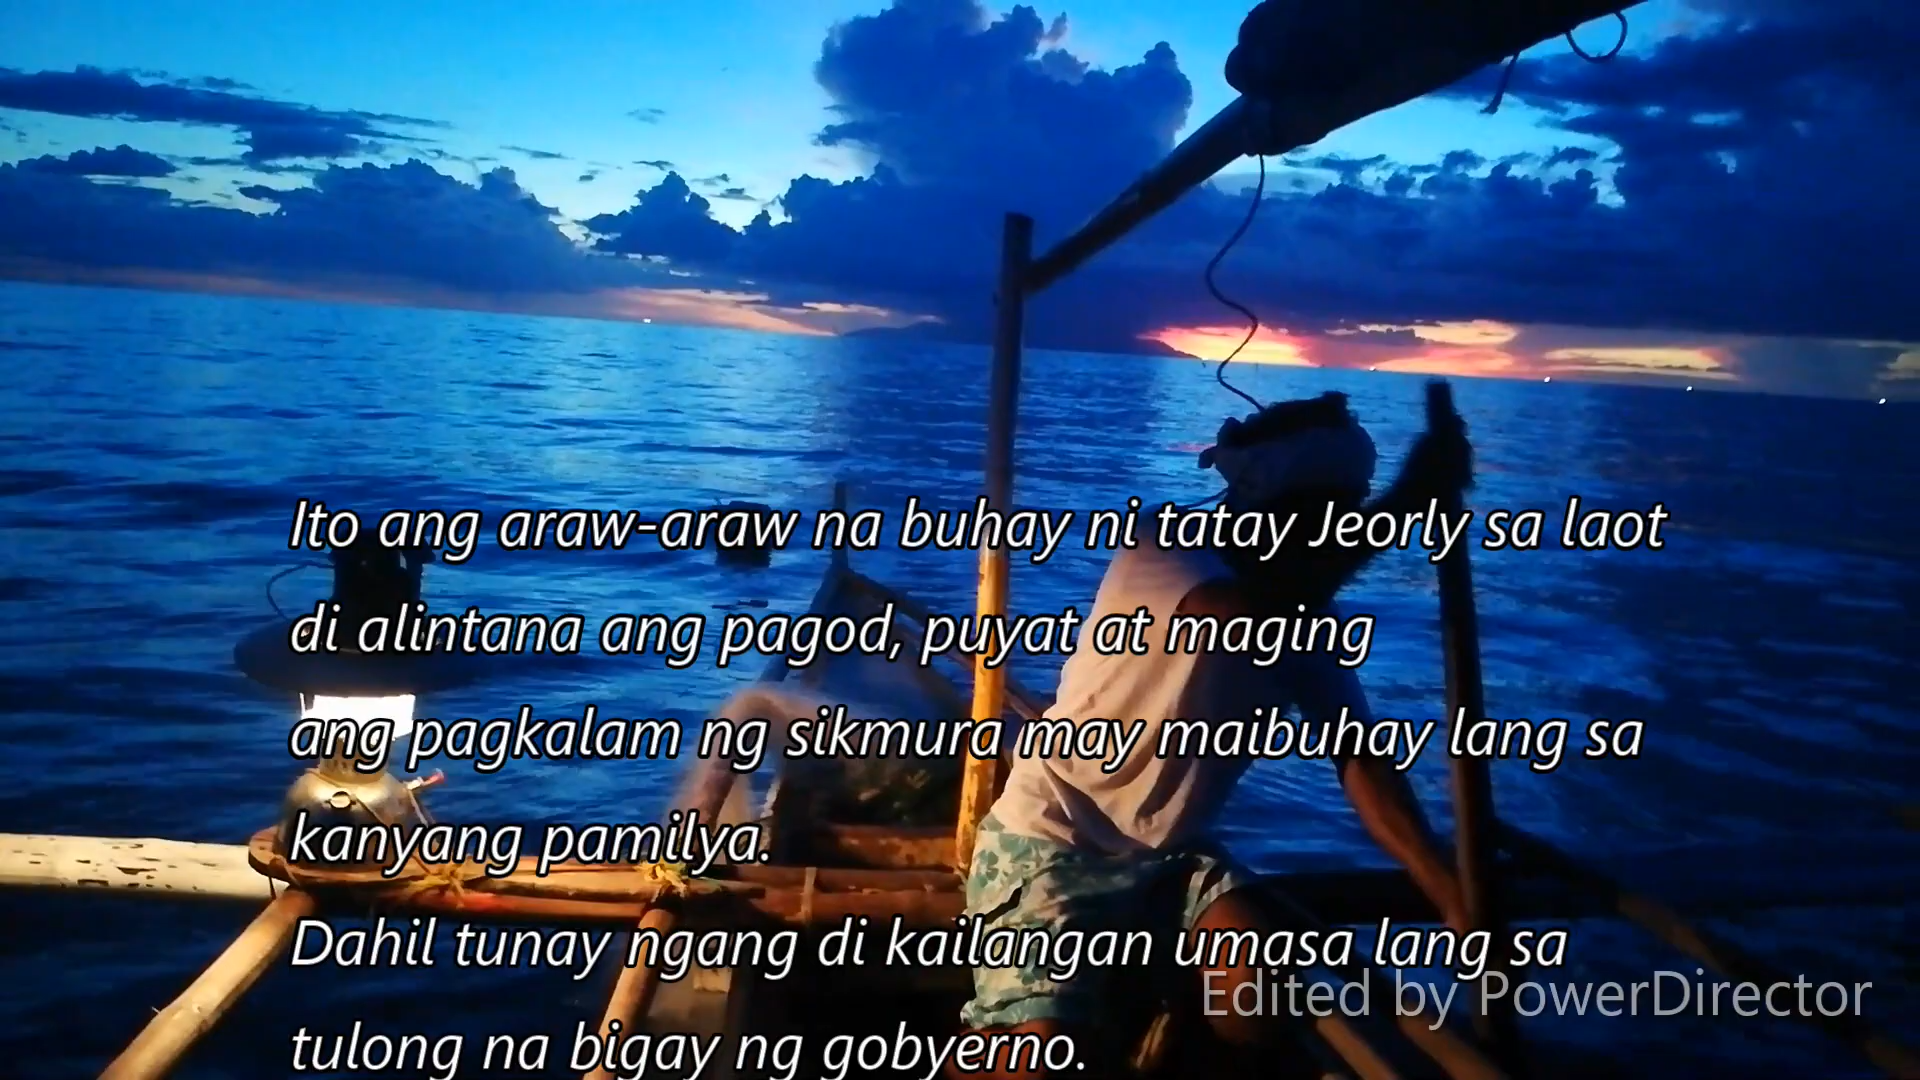 Ito ang araw-araw na buhay ni tatay Jeorly sa laot
di alintana ang pagod, puyat at maging
ang pagkalam ng sikmura may maibuhay lang sa
kanyang pamilya.
Dahil tunay ngang di kailangan umasa lang sa
tulong na bigay ng gobyerno.
Edited by PowerDirector